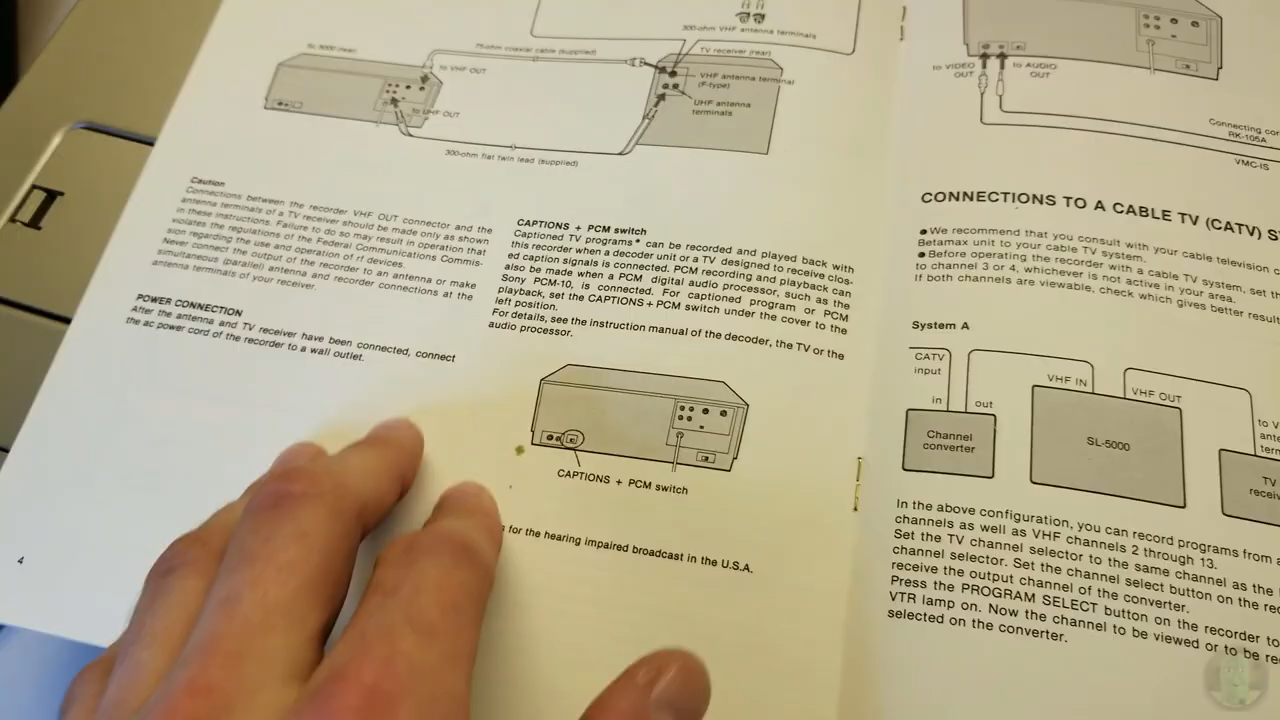 300-ohm VHF antenna terminals
SL-5000 (rear)
75-ohm coaxial cable (supplied)
TV receiver (rear)
to VHF OUT
VHF antenna terminal
(F-type)
to UHF OUT
UHF antenna
terminals
300-ohm flat twin lead (supplied)
Caution
Connections between the recorder VHF OUT connector and the
antenna terminals of a TV receiver should be made only as shown
in these instructions. Failure to do so may result in operation that
violates the regulations of the Federal Communications Commis-
sion regarding the use and operation of rf devices.
Never connect the output of the recorder to an antenna or make
simultaneous (parallel) antenna and recorder connections at the
antenna terminals of your receiver.
POWER CONNECTION
After the antenna and TV receiver have been connected, connect
the ac power cord of the recorder to a wall outlet.
4
CAPTIONS + PCM switch
Captioned TV programs* can be recorded and played back with
this recorder when a decoder unit or a TV designed to receive clos-
ed caption signals is connected. PCM recording and playback can
also be made when a PCM digital audio processor, such as the
Sony PCM-10, is connected. For captioned program or PCM
playback, set the CAPTIONS + PCM switch under the cover to the
left position.
For details, see the instruction manual of the decoder, the TV or the
audio processor.
CAPTIONS + PCM switch
for the hearing impaired broadcast in the U.S.A.
to VIDEO
OUT
to AUDIO
OUT
Connecting cor
RK-105A
VMC-IS
CONNECTIONS TO A CABLE TV (CATV) S
● We recommend that you consult with your cable television c
Betamax unit to your cable TV system.
● Before operating the recorder with a cable TV system, set th
to channel 3 or 4, whichever is not active in your area.
If both channels are viewable, check which gives better result
System A
CATV
input
in
out
VHF IN
VHF OUT
to V
ante
term
Channel
converter
SL-5000
TV
receiv
In the above configuration, you can record programs from a
channels as well as VHF channels 2 through 13.
Set the TV channel selector to the same channel as the
channel selector. Set the channel select button on the rec
receive the output channel of the converter.
Press the PROGRAM SELECT button on the recorder to
VTR lamp on. Now the channel to be viewed or to be re
selected on the converter.